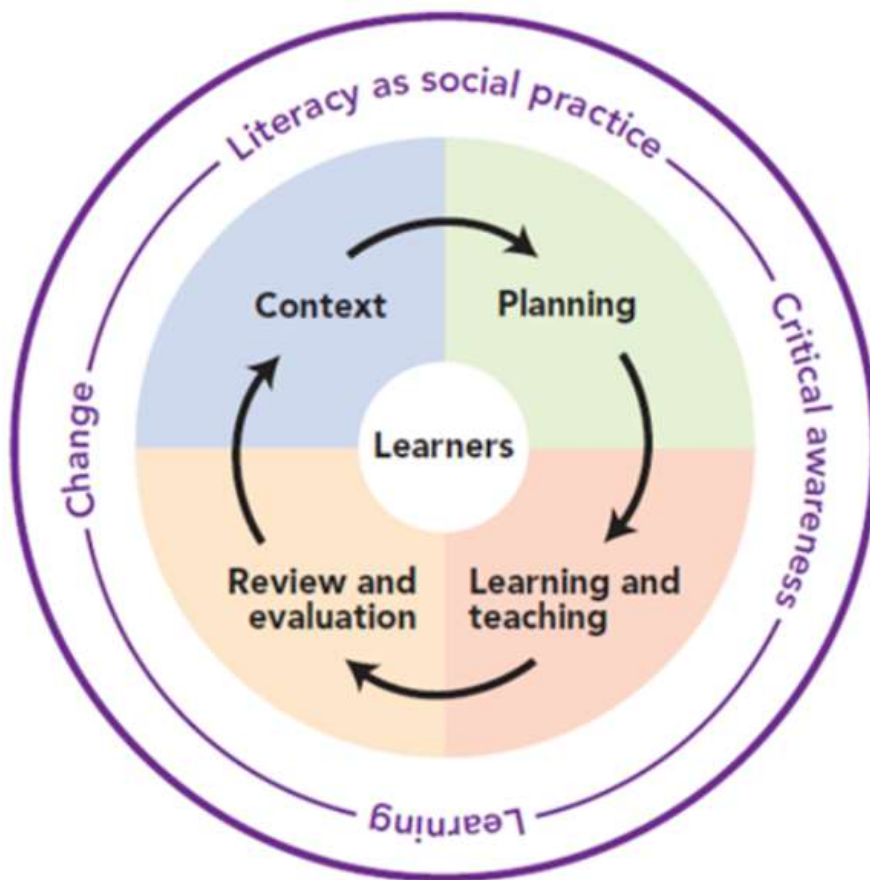 Literacy as social practice
Critical awareness
Learning
Change
Context
Planning
Learners
Review and
evaluation
Learning and
teaching